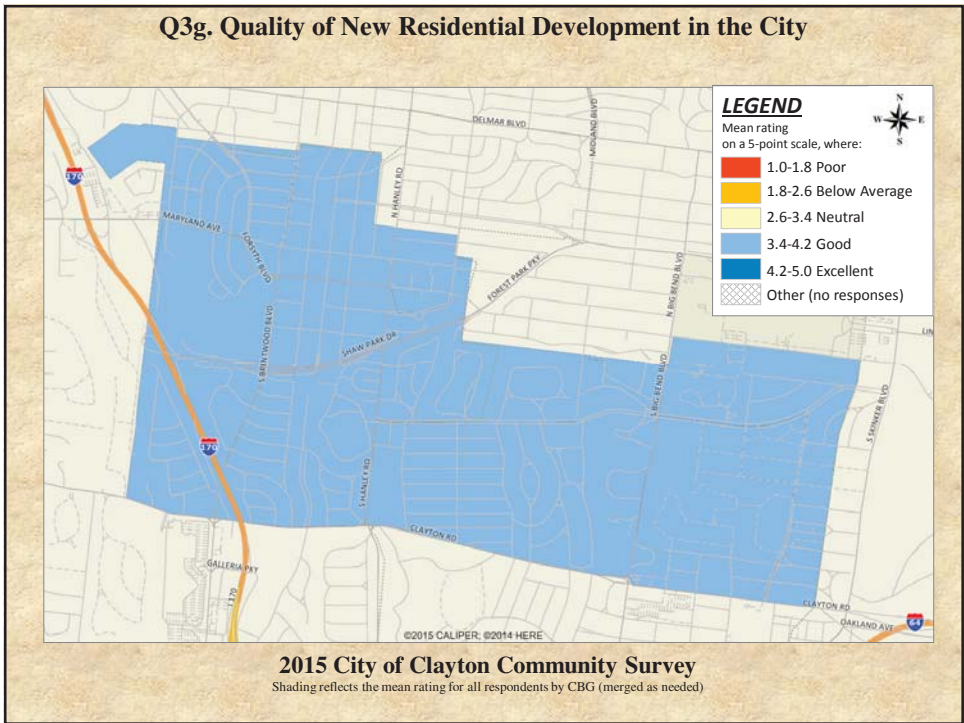 Q3g. Quality of New Residential Development in the City
LEGEND
N
W E
S
Mean rating
on a 5-point scale, where:
1.0-1.8 Poor
1.8-2.6 Below Average
2.6-3.4 Neutral
3.4-4.2 Good
4.2-5.0 Excellent
Other (no responses)
DELMAR BLVD
MIDLAND BLVD
170
N HANLEY RD
MARYLAND AVE
FORSYTH BLVD
FOREST PARK PKY
N BIG BEND BLVD
LIN
S BRENTWOOD BLVD
SHAW PARK DR
S BIG BEND BLVD
S SKINKER BLVD
170
S HANLEY RD
CLAYTON RD
GALLERIA PKY
I 170
CLAYTON RD
OAKLAND AVE
64
©2015 CALIPER; ©2014 HERE
2015 City of Clayton Community Survey
Shading reflects the mean rating for all respondents by CBG (merged as needed)